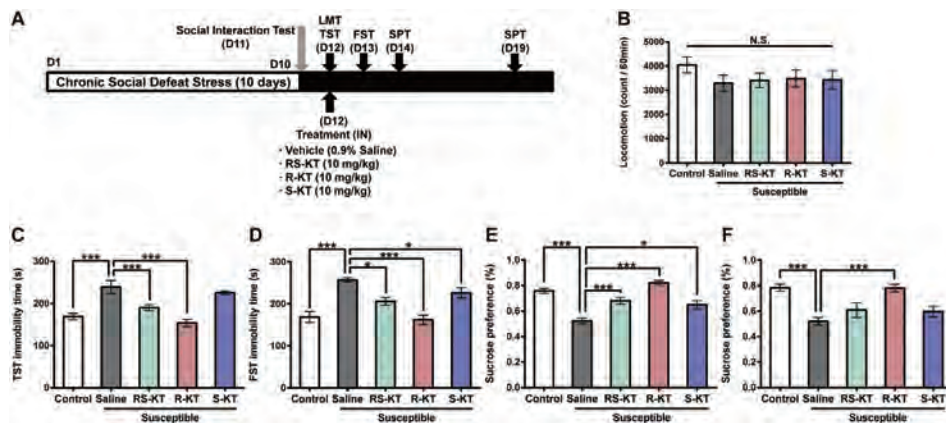 A
Social Interaction Test
(D11)
LMT
TST
(D12)
FST
(D13)
SPT
(D14)
SPT
(D19)
D1
D10
Chronic Social Defeat Stress (10 days)
(D12)
Treatment (IN)
· Vehicle (0.9% Saline)
· RS-KT (10 mg/kg)
· R-KT (10 mg/kg)
· S-KT (10 mg/kg)
B
N.S.
Locomotion (count / 60min)
5000
4000
3000
2000
1000
0
Control Saline RS-KT R-KT S-KT
Susceptible
C
*** ***
***
TST immobility time (s)
300
200
100
0
Control Saline RS-KT R-KT S-KT
Susceptible
D
*** *
***
*
FST immobility time (s)
300
200
100
0
Control Saline RS-KT R-KT S-KT
Susceptible
E
*** *
***
***
Sucrose preference (%)
1.0
0.8
0.6
0.4
0.2
0.0
Control Saline RS-KT R-KT S-KT
Susceptible
F
*** ***
Sucrose preference (%)
1.0
0.8
0.6
0.4
0.2
0.0
Control Saline RS-KT R-KT S-KT
Susceptible